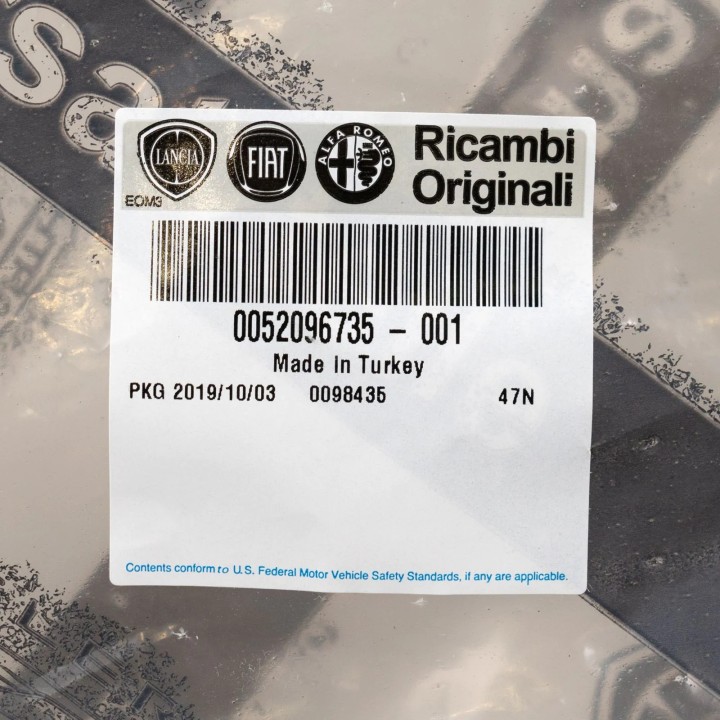 LANCIA FIAT ALFA ROMEO Ricambi
Originali
EOM3
0052096735 - 001
Made In Turkey
PKG 2019/10/03 0098435 47N
Contents conform to U.S. Federal Motor Vehicle Safety Standards, if any are applicable.